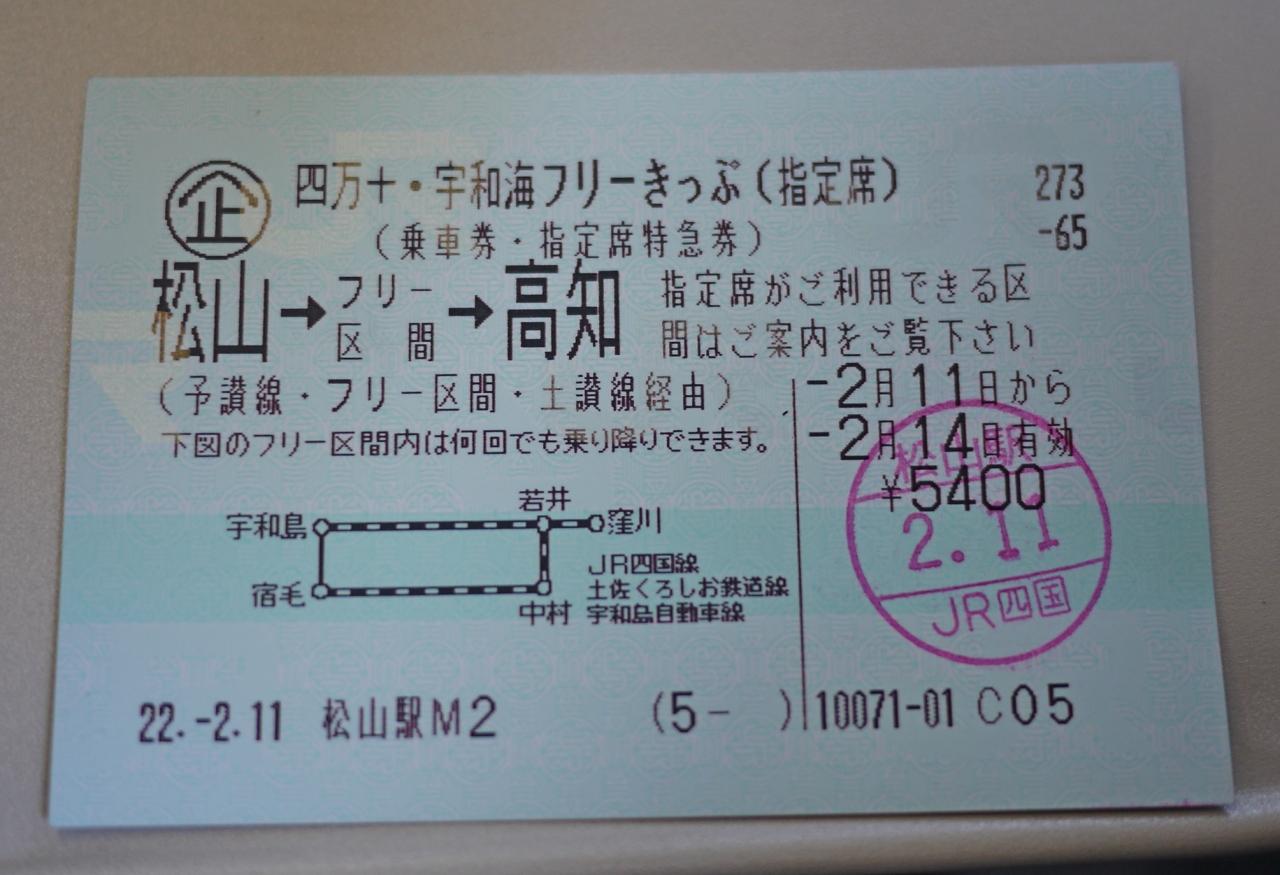 企 四万十・宇和海フリーきっぷ(指定席) 273
(乗車券・指定席特急券) -65
松山→フリー区間→高知
指定席がご利用できる区
間はご案内をご覧下さい
(予讃線・フリー区間・土讃線経由)
下図のフリー区間内は何回でも乗り降りできます。
-2月11日から
-2月14日有効
¥5400
若井
宇和島 窪川
宿毛 中村
JR四国線
土佐くろしお鉄道線
宇和島自動車線
松山駅
2.11
JR四国
22.-2.11 松山駅M2 (5- ) 10071-01 C05